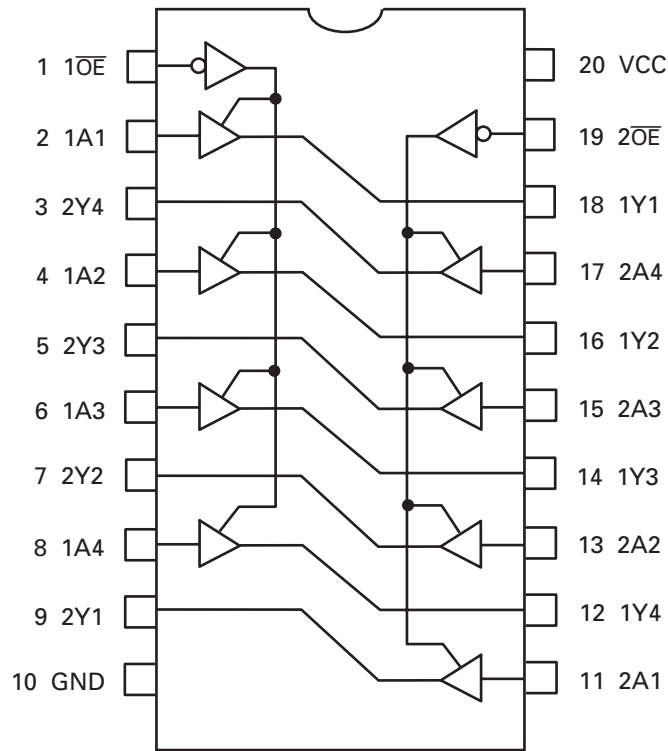 1 1O̅E̅
2 1A1
3 2Y4
4 1A2
5 2Y3
6 1A3
7 2Y2
8 1A4
9 2Y1
10 GND
20 VCC
19 2O̅E̅
18 1Y1
17 2A4
16 1Y2
15 2A3
14 1Y3
13 2A2
12 1Y4
11 2A1